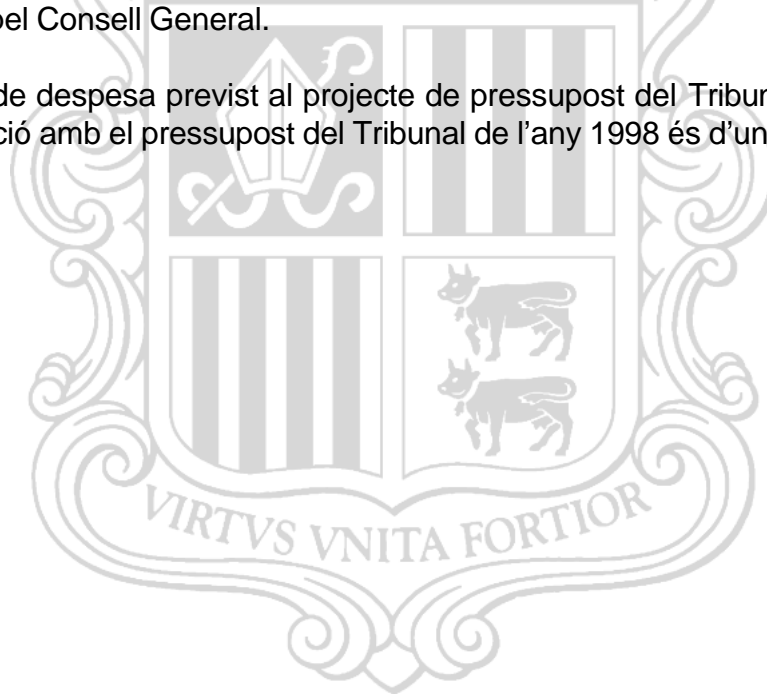 el Consell General.
de despesa previst al projecte de pressupost del Tribun
ció amb el pressupost del Tribunal de l'any 1998 és d'un
VIRTVS VNITA FORTIOR